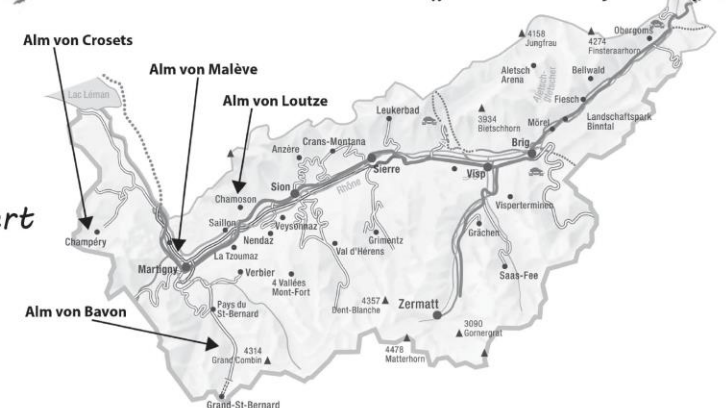 Obergoms
4158
Jungfrau
4274
Finsteraarhorn
Alm von Crosets
Aletsch
Arena
Aletsch-
Gletscher
Bellwald
Alm von Malève
Lac Léman
Fiesch
Alm von Loutze
Leukerbad
3934
Bietschhorn
Mörel
Landschaftspark
Binntal
Anzère
Crans-Montana
Brig
Sierre
Visp
Rhône
Sion
Chamoson
Visperterminen
Saillon
Veysonnaz
Grächen
Champéry
Nendaz
Grimentz
La Tzoumaz
Val d'Hérens
Martigny
Verbier
Saas-Fee
4 Vallées
Mont-Fort
Alm von Bavon
Pays du
St-Bernard
4357
Dent-Blanche
Zermatt
3090
Gornergrat
4314
Grand Combin
4478
Matterhorn
Grand-St-Bernard